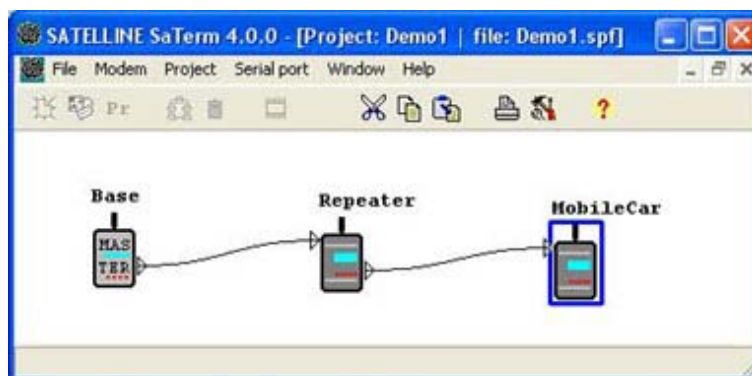 SATELLINE SaTerm 4.0.0 - [Project: Demo1 | file: Demo1.spf]
File Modem Project Serial port Window Help
Pr ?
Base
Repeater
MobileCar
MAS
TER